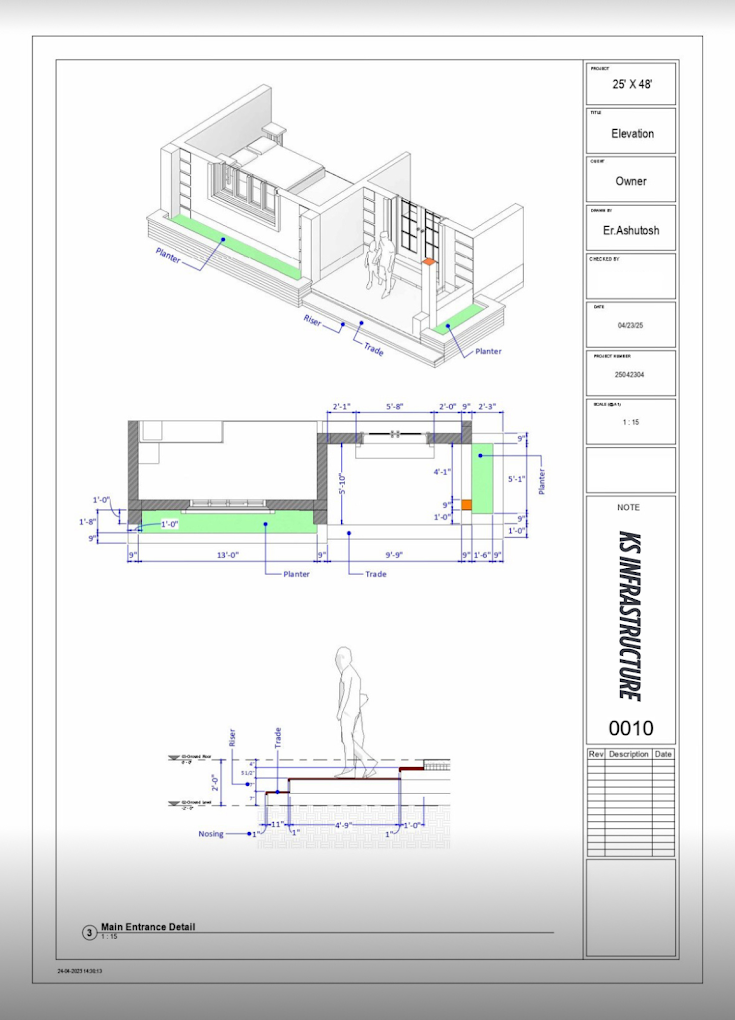 PROJECT
25' X 48'
TITLE
Elevation
CLIENT
Owner
DRAWN BY
Er.Ashutosh
CHECKED BY
DATE
04/23/25
PROJECT NUMBER
25042304
SCALE (@A1)
1 : 15
NOTE
KS INFRASTRUCTURE
0010
Rev Description Date
Planter
Riser
Trade
Planter
2'-1" 5'-8" 2'-0" 9" 2'-3"
9"
4'-1"
5'-10"
5'-1"
Planter
9"
1'-0"
9"
1'-0"
1'-0"
1'-8"
1'-0"
9"
9" 13'-0" 9" 9'-9" 9" 1'-6" 9"
Planter
Trade
Riser
Trade
2'-0"
5 1/2"
7"
11"
4'-9"
1'-0"
Nosing
1"
1"
1"
3
Main Entrance Detail
1 : 15
24-04-2023 14:30:13